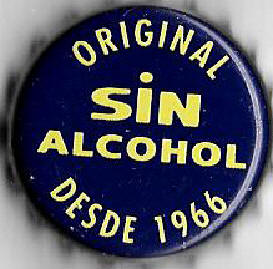 ORIGINAL
SiN
ALCOHOL
DESDE 1966